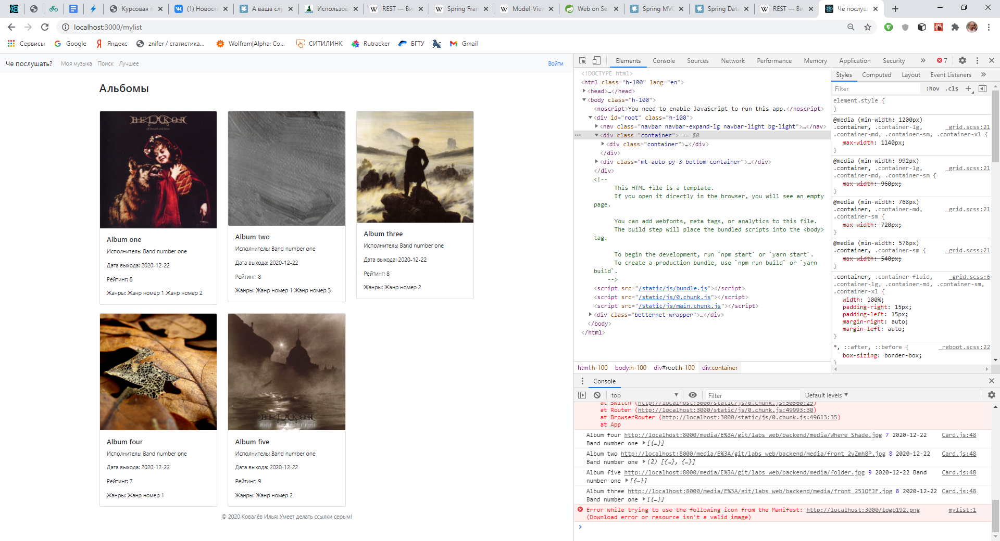 Курсовая п
(1) Новост
А ваша слу
Использов
REST — Ви
Spring Fran
Model-View
Web on Ser
Spring MVC
Spring Data
REST — Ви
Че послуш
localhost:3000/mylist
Сервисы
Google
Яндекс
znifer / статистика...
Wolfram|Alpha: Co...
СИТИЛИНК
Rutracker
БГТУ
Gmail
Че послушать?
Моя музыка
Поиск
Лучшее
Войти
Альбомы
BE'LAKOR
Of Breath and Bone
Album one
Исполнитель: Band number one
Дата выхода: 2020-12-22
Рейтинг: 8
Жанры: Жанр номер 1 Жанр номер 2
Album two
Исполнитель: Band number one
Дата выхода: 2020-12-22
Рейтинг: 8
Жанры: Жанр номер 1 Жанр номер 3
Album three
Исполнитель: Band number one
Дата выхода: 2020-12-22
Рейтинг: 8
Жанры: Жанр номер 2
Album four
Исполнитель: Band number one
Дата выхода: 2020-12-22
Рейтинг: 7
Жанры: Жанр номер 1
BE'LAKOR
THE FRAIL TIDE
Album five
Исполнитель: Band number one
Дата выхода: 2020-12-22
Рейтинг: 9
Жанры: Жанр номер 2
© 2020 Ковалёв Илья: Умеет делать ссылки серым!
Elements
Console
Sources
Network
Performance
Memory
Application
Security
7
<!DOCTYPE html>
<html class="h-100" lang="en">
<head>…</head>
<body class="h-100">
<noscript>You need to enable JavaScript to run this app.</noscript>
<div id="root" class="h-100">
<nav class="navbar navbar-expand-lg navbar-light bg-light">…</nav>
<div class="container"> == $0
<div class="container">…</div>
</div>
<div class="mt-auto py-3 bottom container">…</div>
</div>
<!--
This HTML file is a template.
If you open it directly in the browser, you will see an empty
page.
You can add webfonts, meta tags, or analytics to this file.
The build step will place the bundled scripts into the <body>
tag.
To begin the development, run `npm start` or `yarn start`.
To create a production bundle, use `npm run build` or `yarn
build`.
-->
<script src="/static/js/bundle.js"></script>
<script src="/static/js/0.chunk.js"></script>
<script src="/static/js/main.chunk.js"></script>
<div class="betternet-wrapper">…</div>
</body>
</html>
html.h-100
body.h-100
div#root.h-100
div.container
Styles
Computed
Layout
Event Listeners
Filter
:hov .cls
element.style {
}
@media (min-width: 1200px)
.container, .container-lg, _grid.scss:21
.container-md, .container-sm, .container-xl {
max-width: 1140px;
}
@media (min-width: 992px)
.container, .container-lg, _grid.scss:21
.container-md, .container-sm {
max-width: 960px;
}
@media (min-width: 768px)
.container, .container-md, _grid.scss:21
.container-sm {
max-width: 720px;
}
@media (min-width: 576px)
.container, .container-sm { _grid.scss:21
max-width: 540px;
}
.container, .container-fluid, _grid.scss:6
.container-lg, .container-md, .container-sm,
.container-xl {
width: 100%;
padding-right: 15px;
padding-left: 15px;
margin-right: auto;
margin-left: auto;
}
*, ::after, ::before { _reboot.scss:22
box-sizing: border-box;
}
Console
top
Filter
Default levels
at Switch (http://localhost:3000/static/js/0.chunk.js:50560:29)
at Router (http://localhost:3000/static/js/0.chunk.js:49993:30)
at BrowserRouter (http://localhost:3000/static/js/0.chunk.js:49613:35)
at App
Album four http://localhost:8000/media/E%3A/git/labs_web/backend/media/Where_Shade.jpg 7 2020-12-22 Card.js:48
Band number one [{…}]
Album two http://localhost:8000/media/E%3A/git/labs_web/backend/media/front_2vZmh8P.jpg 8 2020-12-22 Card.js:48
Band number one (2) [{…}, {…}]
Album five http://localhost:8000/media/E%3A/git/labs_web/backend/media/folder.jpg 9 2020-12-22 Band Card.js:48
number one [{…}]
Album three http://localhost:8000/media/E%3A/git/labs_web/backend/media/front_251QFJF.jpg 8 2020-12-22 Card.js:48
Band number one [{…}]
Error while trying to use the following icon from the Manifest: http://localhost:3000/logo192.png mylist:1
(Download error or resource isn't a valid image)